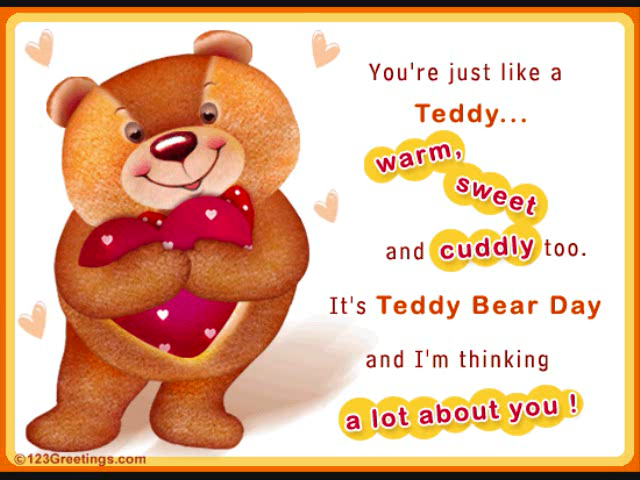 You're just like a
Teddy...
warm,
sweet
and cuddly too.
It's Teddy Bear Day
and I'm thinking
a lot about you !
©123Greetings.com